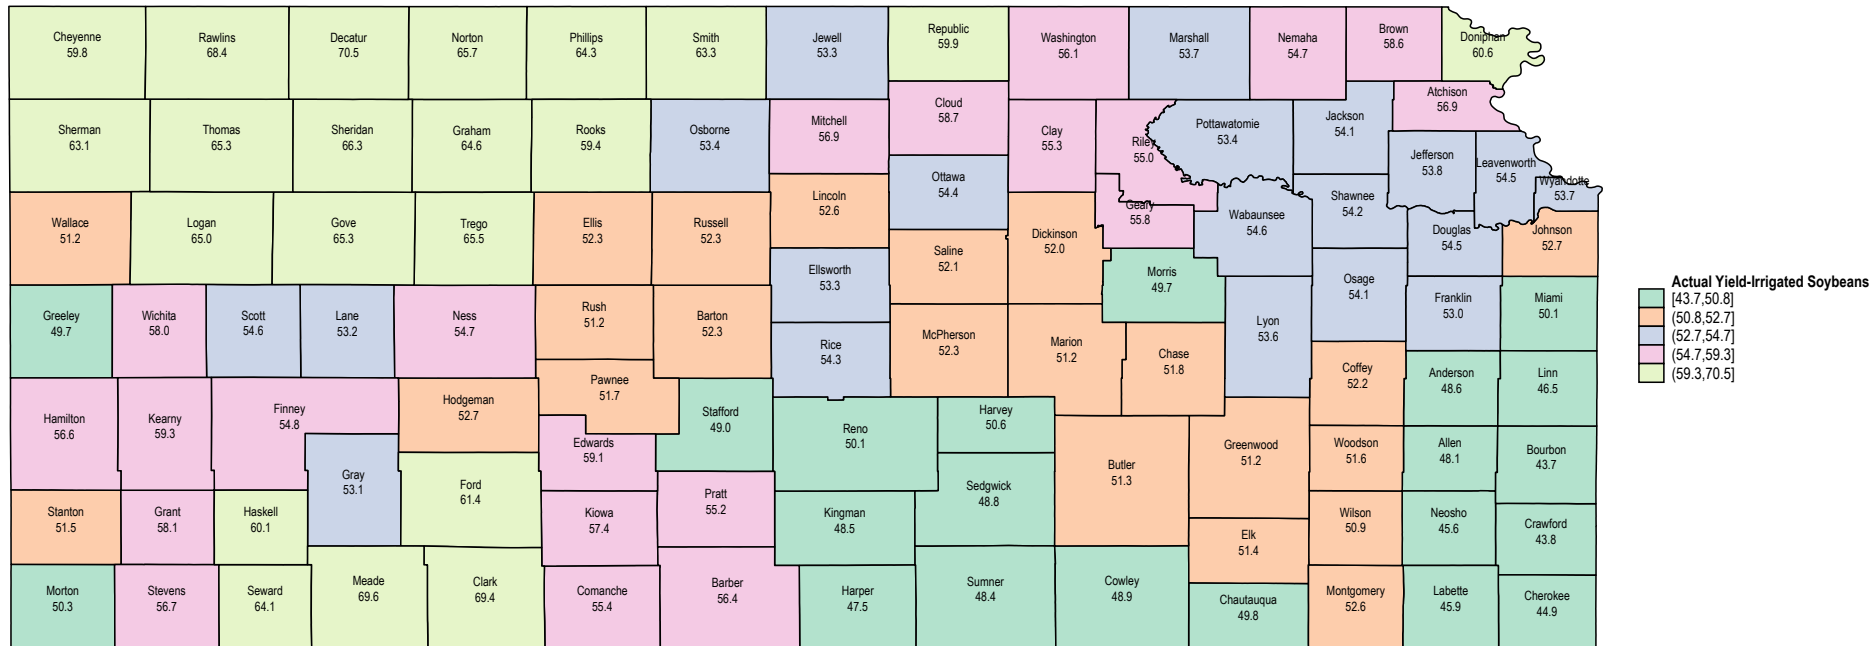 Cheyenne
59.8
Rawlins
68.4
Decatur
70.5
Norton
65.7
Phillips
64.3
Smith
63.3
Jewell
53.3
Republic
59.9
Washington
56.1
Marshall
53.7
Nemaha
54.7
Brown
58.6
Doniphan
60.6
Sherman
63.1
Thomas
65.3
Sheridan
66.3
Graham
64.6
Rooks
59.4
Osborne
53.4
Mitchell
56.9
Cloud
58.7
Clay
55.3
Riley
55.0
Pottawatomie
53.4
Jackson
54.1
Atchison
56.9
Jefferson
53.8
Leavenworth
54.5
Wyandotte
53.7
Wallace
51.2
Logan
65.0
Gove
65.3
Trego
65.5
Ellis
52.3
Russell
52.3
Lincoln
52.6
Ottawa
54.4
Saline
52.1
Dickinson
52.0
Geary
55.8
Wabaunsee
54.6
Shawnee
54.2
Douglas
54.5
Johnson
52.7
Greeley
49.7
Wichita
58.0
Scott
54.6
Lane
53.2
Ness
54.7
Rush
51.2
Barton
52.3
Ellsworth
53.3
Rice
54.3
McPherson
52.3
Marion
51.2
Morris
49.7
Chase
51.8
Lyon
53.6
Osage
54.1
Franklin
53.0
Miami
50.1
Hamilton
56.6
Kearny
59.3
Finney
54.8
Hodgeman
52.7
Pawnee
51.7
Stafford
49.0
Reno
50.1
Harvey
50.6
Coffey
52.2
Anderson
48.6
Linn
46.5
Gray
53.1
Ford
61.4
Edwards
59.1
Pratt
55.2
Kiowa
57.4
Kingman
48.5
Sedgwick
48.8
Butler
51.3
Greenwood
51.2
Woodson
51.6
Allen
48.1
Bourbon
43.7
Stanton
51.5
Grant
58.1
Haskell
60.1
Elk
51.4
Wilson
50.9
Neosho
45.6
Crawford
43.8
Morton
50.3
Stevens
56.7
Seward
64.1
Meade
69.6
Clark
69.4
Comanche
55.4
Barber
56.4
Harper
47.5
Sumner
48.4
Cowley
48.9
Chautauqua
49.8
Montgomery
52.6
Labette
45.9
Cherokee
44.9
Actual Yield-Irrigated Soybeans
[43.7,50.8]
(50.8,52.7]
(52.7,54.7]
(54.7,59.3]
(59.3,70.5]